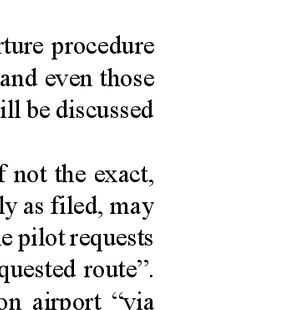 rture procedure
and even those
ill be discussed
f not the exact,
ly as filed, may
e pilot requests
quested route”.
on airport “via